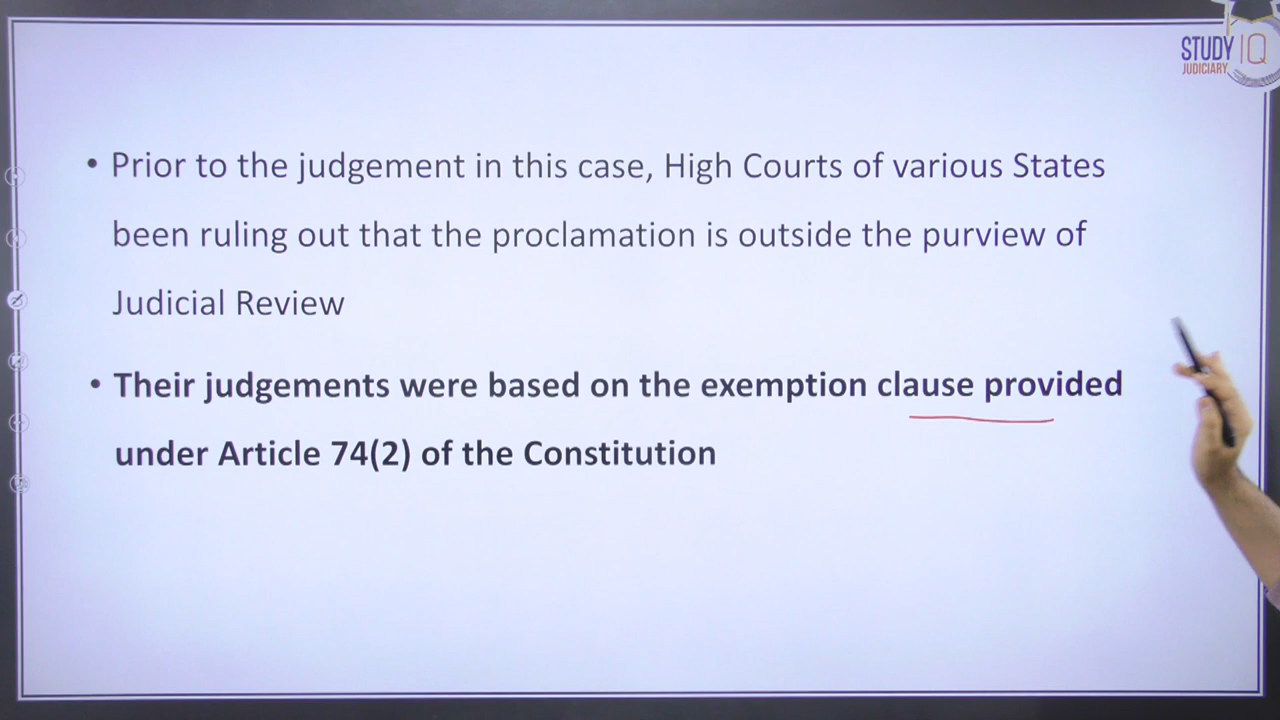 STUDY IQ
JUDICIARY
• Prior to the judgement in this case, High Courts of various States
been ruling out that the proclamation is outside the purview of
Judicial Review
• Their judgements were based on the exemption clause provided
under Article 74(2) of the Constitution